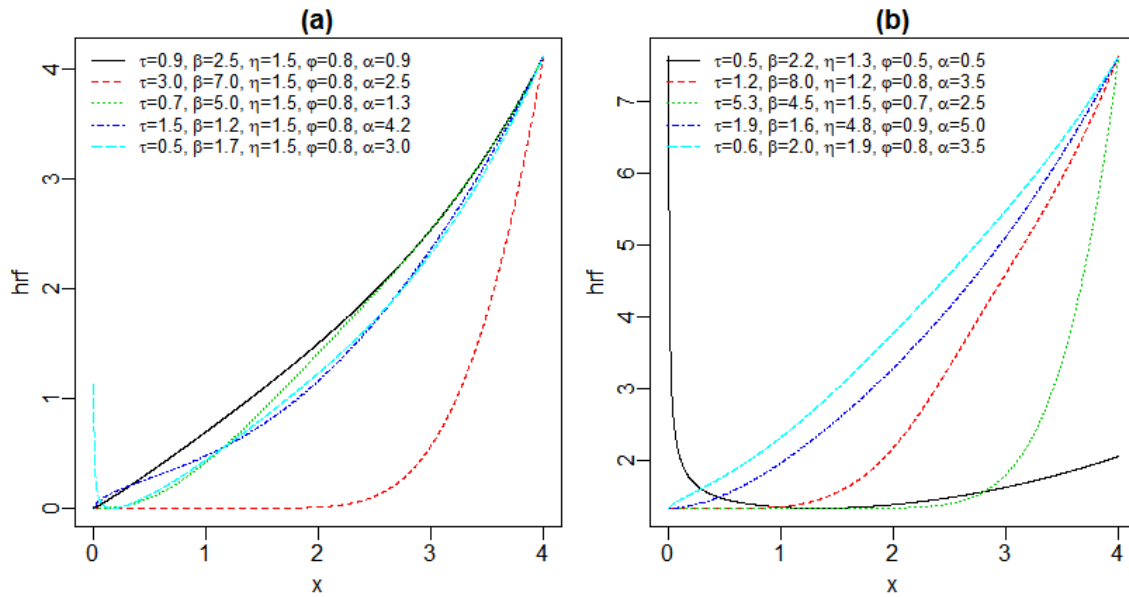 (a)
τ=0.9, β=2.5, η=1.5, φ=0.8, α=0.9
τ=3.0, β=7.0, η=1.5, φ=0.8, α=2.5
τ=0.7, β=5.0, η=1.5, φ=0.8, α=1.3
τ=1.5, β=1.2, η=1.5, φ=0.8, α=4.2
τ=0.5, β=1.7, η=1.5, φ=0.8, α=3.0
4
3
2
1
0
hrf
0 1 2 3 4
x
(b)
τ=0.5, β=2.2, η=1.3, φ=0.5, α=0.5
τ=1.2, β=8.0, η=1.2, φ=0.8, α=3.5
τ=5.3, β=4.5, η=1.5, φ=0.7, α=2.5
τ=1.9, β=1.6, η=4.8, φ=0.9, α=5.0
τ=0.6, β=2.0, η=1.9, φ=0.8, α=3.5
7
6
5
4
3
2
hrf
0 1 2 3 4
x